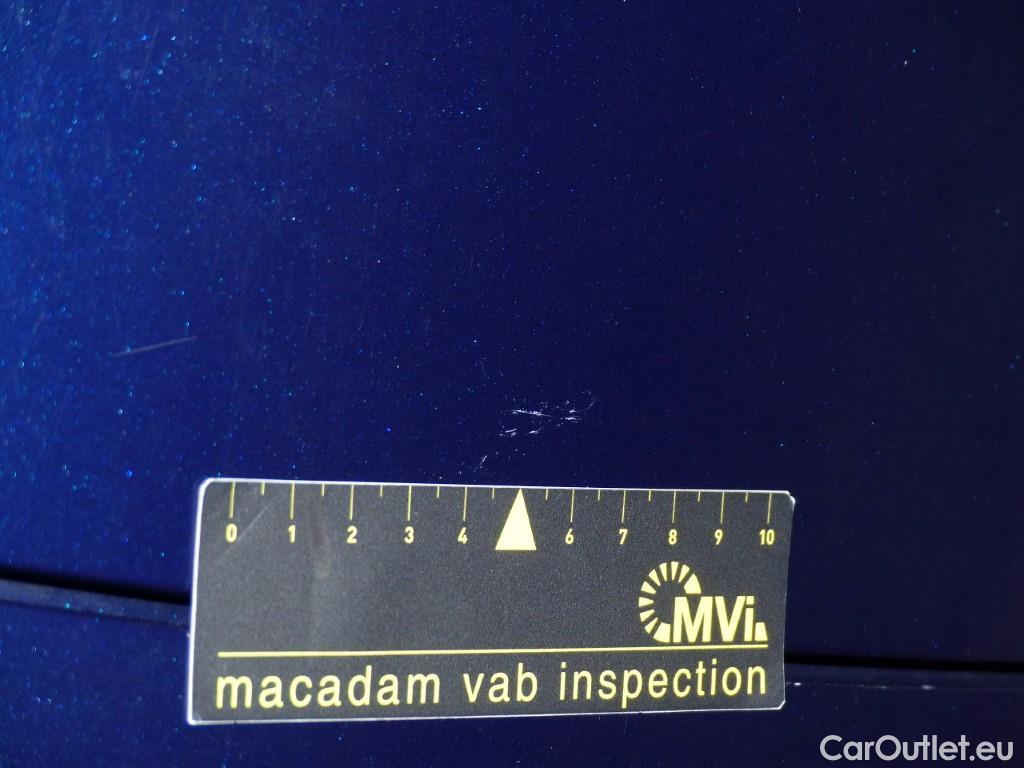 0 1 2 3 4 6 7 8 9 10
MVi
macadam vab inspection
CarOutlet.eu